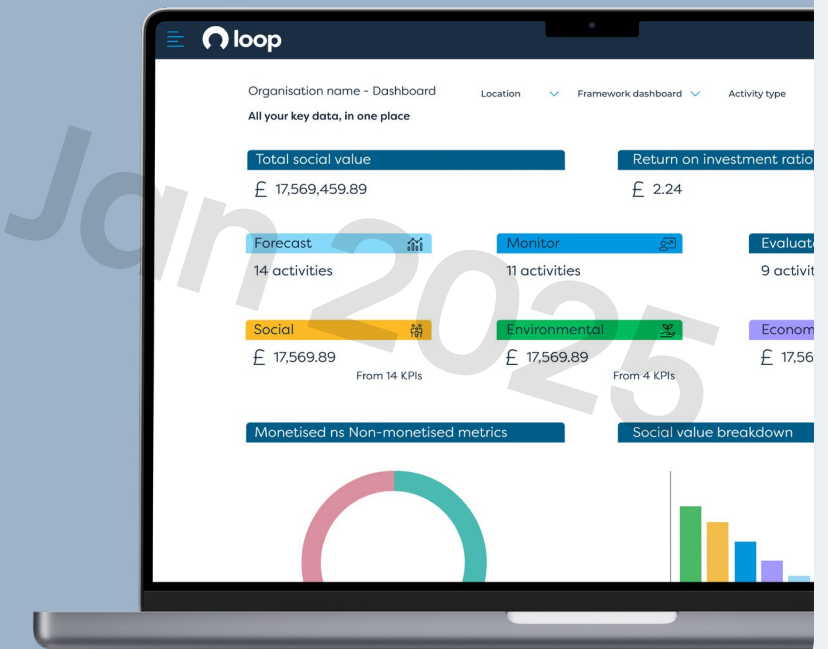 loop
Organisation name - Dashboard
Location
Framework dashboard
Activity type
All your key data, in one place
Total social value
Return on investment ratio
£ 17,569,459.89
£ 2.24
Forecast
Monitor
Evaluat
14 activities
11 activities
9 activit
Social
Environmental
Econom
£ 17,569.89
£ 17,569.89
£ 17,56
From 14 KPIs
From 4 KPIs
Monetised ns Non-monetised metrics
Social value breakdown
Jan 2025